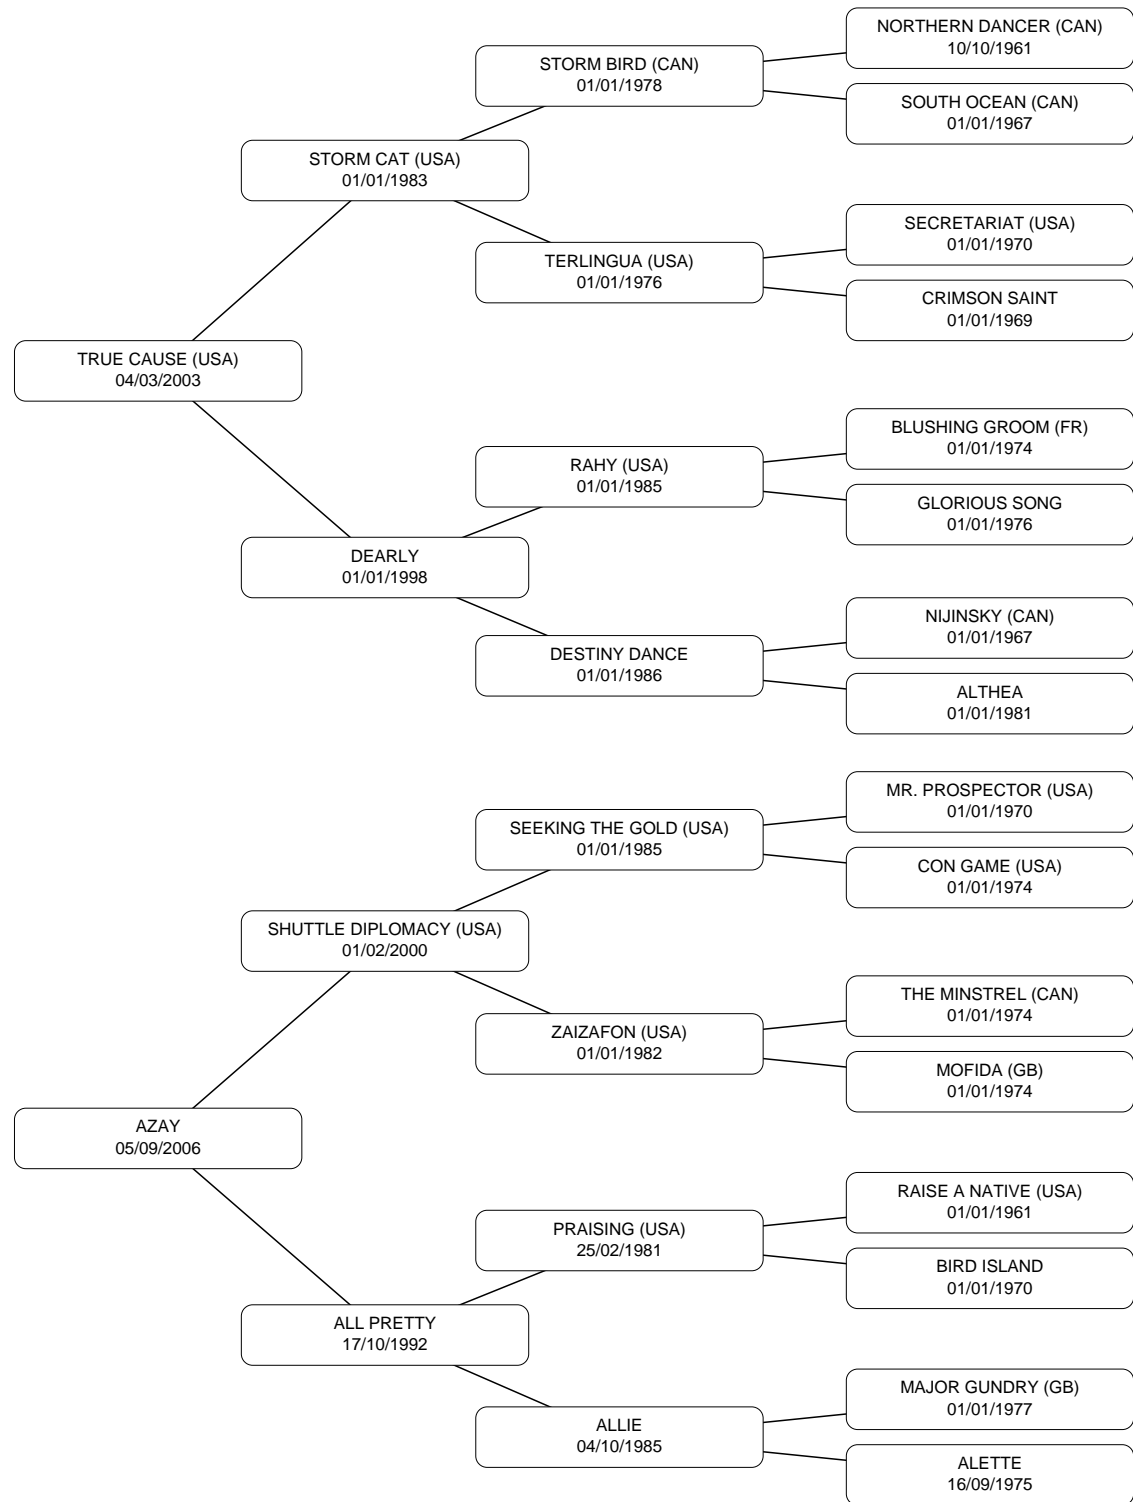 NORTHERN DANCER (CAN)
10/10/1961
STORM BIRD (CAN)
01/01/1978
SOUTH OCEAN (CAN)
01/01/1967
STORM CAT (USA)
01/01/1983
SECRETARIAT (USA)
01/01/1970
TERLINGUA (USA)
01/01/1976
CRIMSON SAINT
01/01/1969
TRUE CAUSE (USA)
04/03/2003
BLUSHING GROOM (FR)
01/01/1974
RAHY (USA)
01/01/1985
GLORIOUS SONG
01/01/1976
DEARLY
01/01/1998
NIJINSKY (CAN)
01/01/1967
DESTINY DANCE
01/01/1986
ALTHEA
01/01/1981
MR. PROSPECTOR (USA)
01/01/1970
SEEKING THE GOLD (USA)
01/01/1985
CON GAME (USA)
01/01/1974
SHUTTLE DIPLOMACY (USA)
01/02/2000
THE MINSTREL (CAN)
01/01/1974
ZAIZAFON (USA)
01/01/1982
MOFIDA (GB)
01/01/1974
AZAY
05/09/2006
RAISE A NATIVE (USA)
01/01/1961
PRAISING (USA)
25/02/1981
BIRD ISLAND
01/01/1970
ALL PRETTY
17/10/1992
MAJOR GUNDRY (GB)
01/01/1977
ALLIE
04/10/1985
ALETTE
16/09/1975